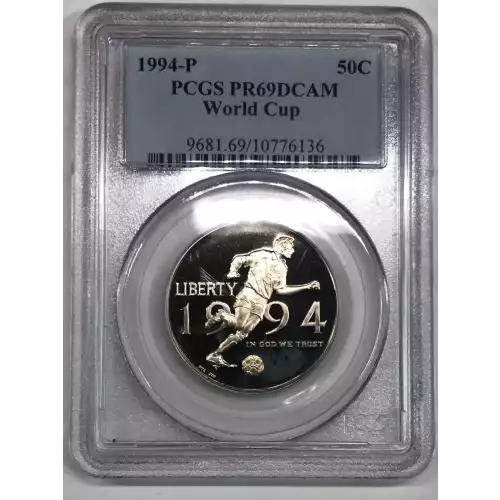 1994-P 50C
PCGS PR69DCAM
World Cup
9681.69/10776136
LIBERTY
1994
IN GOD WE TRUST